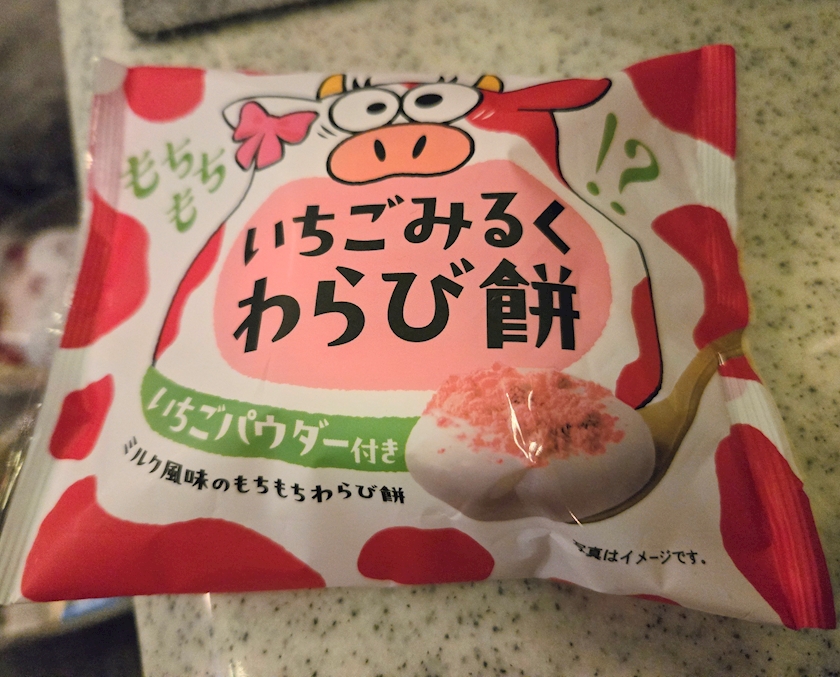 もちち
もち
!?
いちごみるく
わらび餅
いちごパウダー付き
ミルク風味のもちもちわらび餅
写真はイメージです。